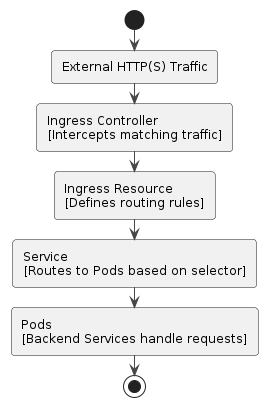 External HTTP(S) Traffic
Ingress Controller
[Intercepts matching traffic]
Ingress Resource
[Defines routing rules]
Service
[Routes to Pods based on selector]
Pods
[Backend Services handle requests]